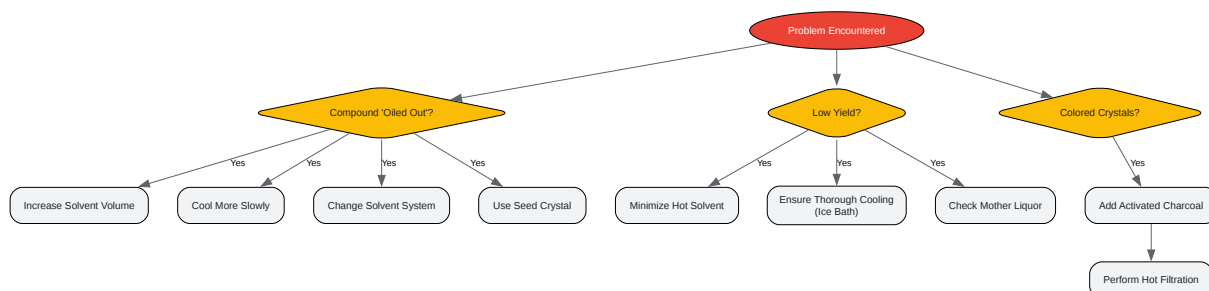 Problem Encountered
Compound 'Oiled Out'?
Low Yield?
Colored Crystals?
Yes
Yes
Yes
Yes
Yes
Yes
Yes
Yes
Increase Solvent Volume
Cool More Slowly
Change Solvent System
Use Seed Crystal
Minimize Hot Solvent
Ensure Thorough Cooling
(Ice Bath)
Check Mother Liquor
Add Activated Charcoal
Perform Hot Filtration